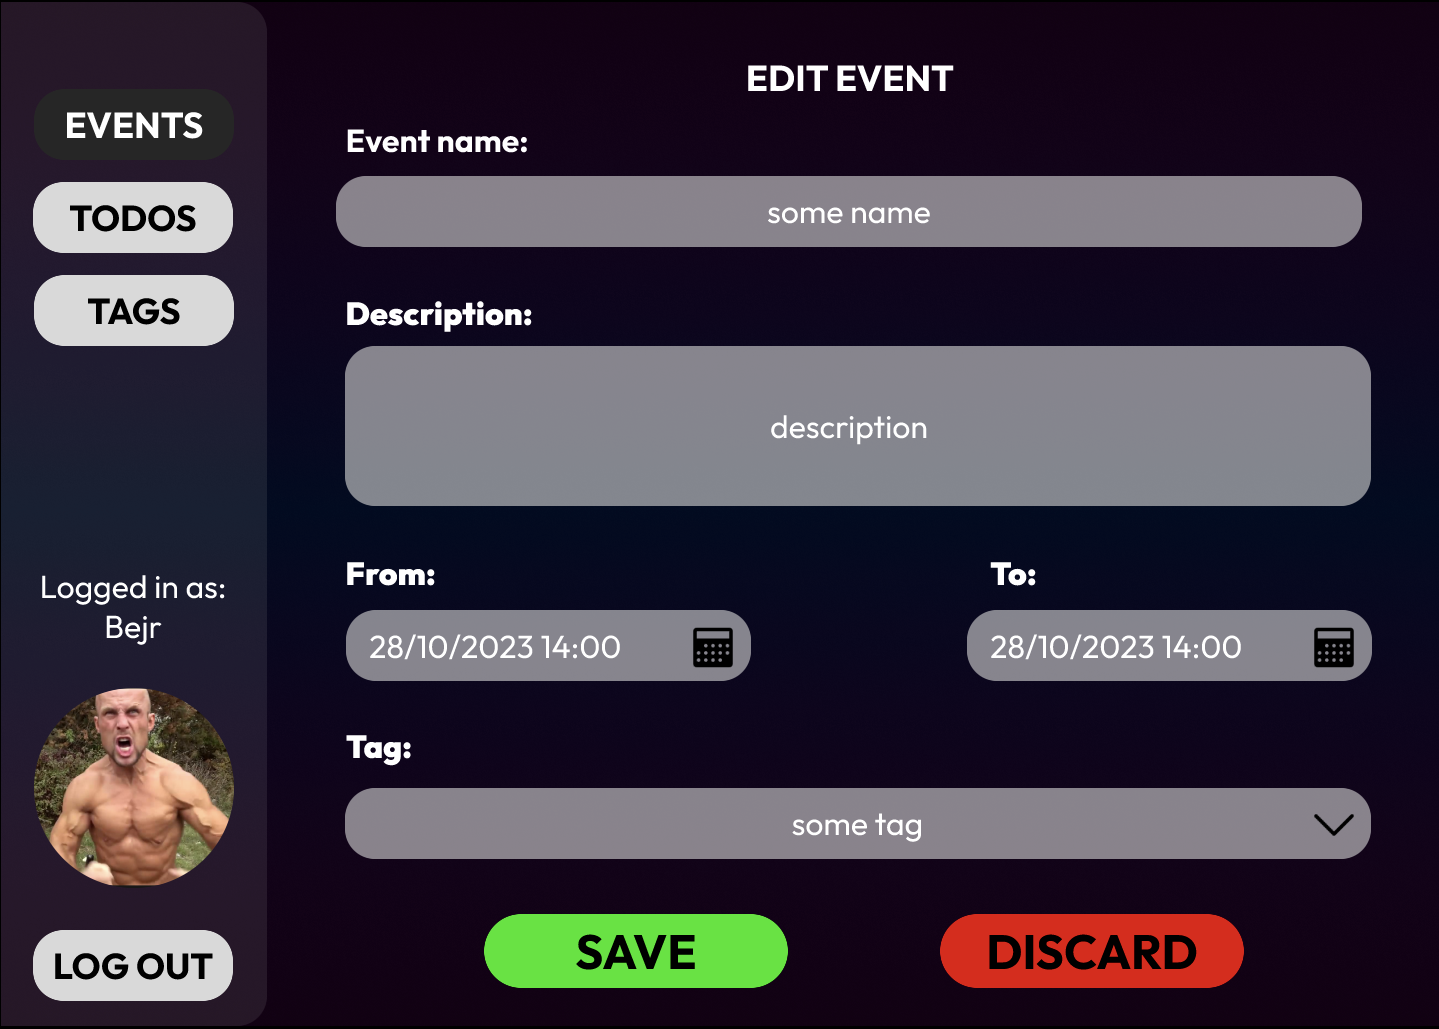 EVENTS
TODOS
TAGS
Logged in as:
Bejr
LOG OUT
EDIT EVENT
Event name:
some name
Description:
description
From:
28/10/2023 14:00
To:
28/10/2023 14:00
Tag:
some tag
SAVE
DISCARD